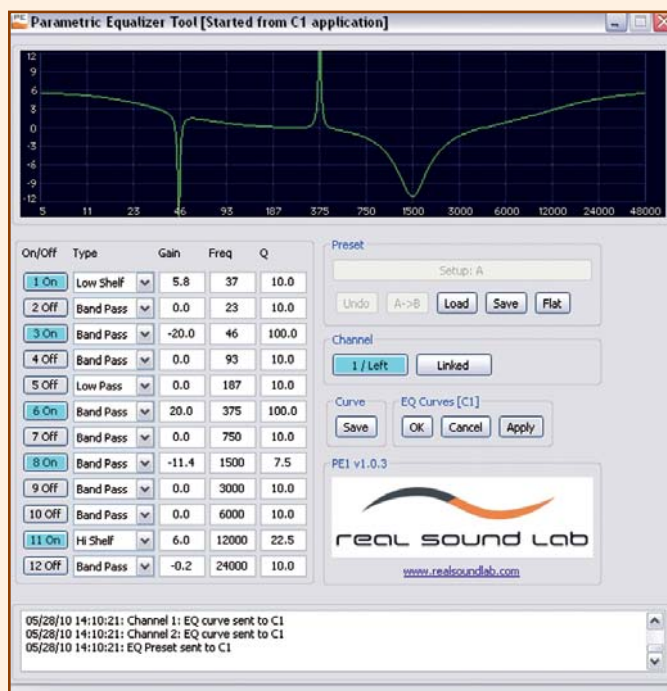 PE
Parametric Equalizer Tool [Started from C1 application]
12
9
6
3
0
-3
-6
-9
-12
5 11 23 46 93 187 375 750 1500 3000 6000 12000 24000 48000
On/Off Type Gain Freq Q
1 On Low Shelf 5.8 37 10.0
2 Off Band Pass 0.0 23 10.0
3 On Band Pass -20.0 46 100.0
4 Off Band Pass 0.0 93 10.0
5 Off Low Pass 0.0 187 10.0
6 On Band Pass 20.0 375 100.0
7 Off Band Pass 0.0 750 10.0
8 On Band Pass -11.4 1500 7.5
9 Off Band Pass 0.0 3000 10.0
10 Off Band Pass 0.0 6000 10.0
11 On Hi Shelf 6.0 12000 22.5
12 Off Band Pass -0.2 24000 10.0
Preset
Setup: A
Undo A->B Load Save Flat
Channel
1 / Left Linked
Curve EQ Curves [C1]
Save OK Cancel Apply
PE1 v1.0.3
real sound lab
www.realsoundlab.com
05/28/10 14:10:21: Channel 1: EQ curve sent to C1
05/28/10 14:10:21: Channel 2: EQ curve sent to C1
05/28/10 14:10:21: EQ Preset sent to C1